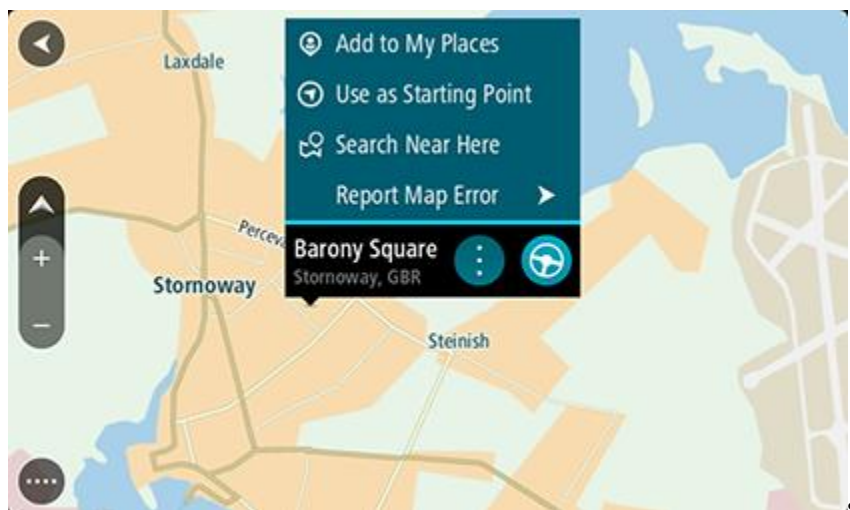 Laxdale
Add to My Places
Use as Starting Point
Search Near Here
Report Map Error
Barony Square
Stornoway, GBR
Perceva
Stornoway
Steinish